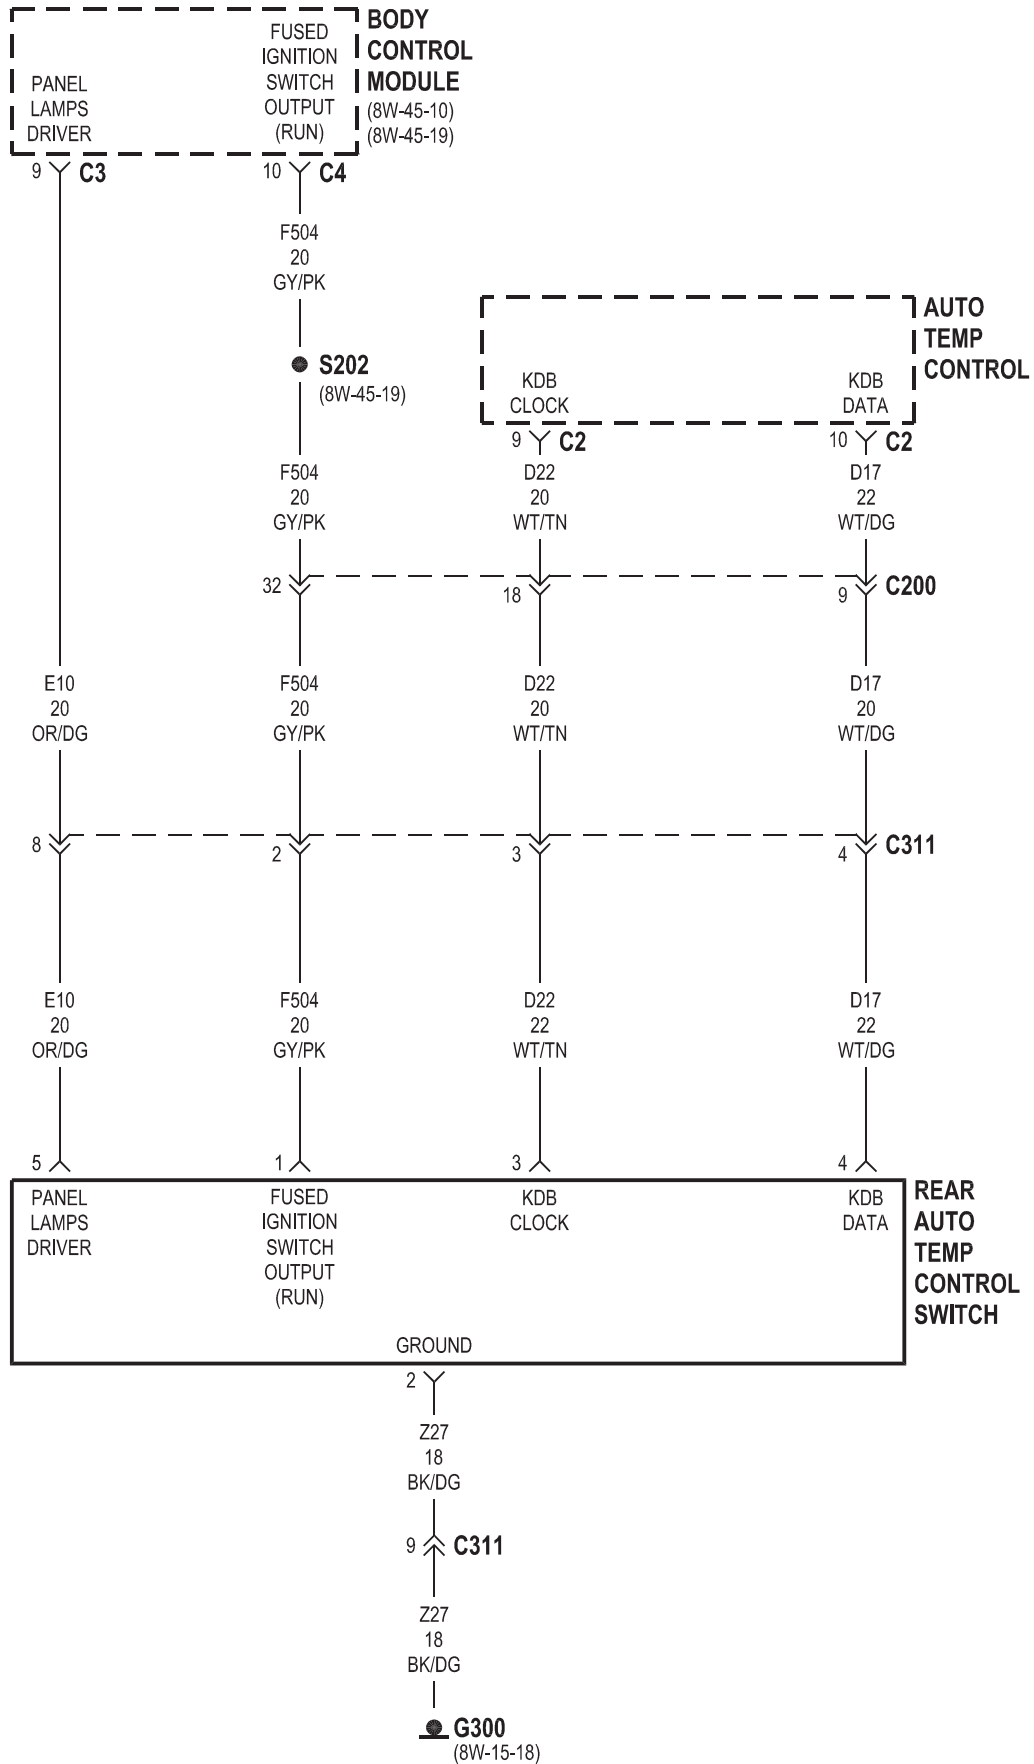 BODY
CONTROL
MODULE
(8W-45-10)
(8W-45-19)
FUSED
IGNITION
SWITCH
OUTPUT
(RUN)
PANEL
LAMPS
DRIVER
9 C3
10 C4
F504
20
GY/PK
S202
(8W-45-19)
AUTO
TEMP
CONTROL
KDB
CLOCK
KDB
DATA
9 C2
10 C2
F504
20
GY/PK
D22
20
WT/TN
D17
22
WT/DG
32
18
9
C200
E10
20
OR/DG
F504
20
GY/PK
D22
20
WT/TN
D17
20
WT/DG
8
2
3
4
C311
E10
20
OR/DG
F504
20
GY/PK
D22
22
WT/TN
D17
22
WT/DG
5
1
3
4
PANEL
LAMPS
DRIVER
FUSED
IGNITION
SWITCH
OUTPUT
(RUN)
KDB
CLOCK
KDB
DATA
REAR
AUTO
TEMP
CONTROL
SWITCH
GROUND
2
Z27
18
BK/DG
9 C311
Z27
18
BK/DG
G300
(8W-15-18)